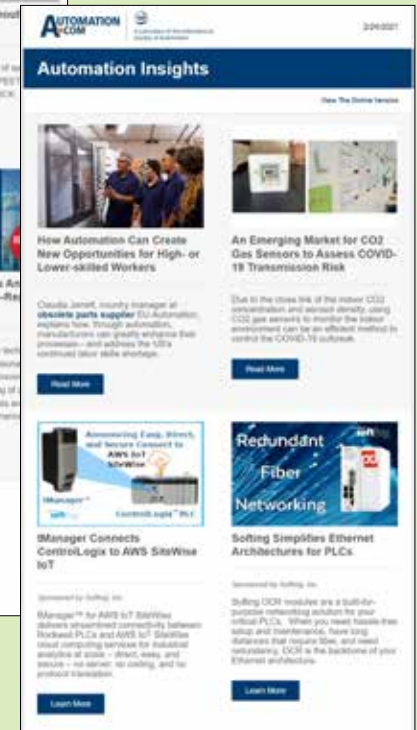 AUTOMATION
.COM
2/24/2021
Automation Insights
View The Online Version
How Automation Can Create
New Opportunities for High- or
Lower-skilled Workers
Claudia Jarrett, country manager at
obsolete parts supplier EU Automation,
explains how, through automation,
manufacturers can greatly enhance their
processes – and address the US's
continued labor skills shortage.
Read More
An Emerging Market for CO2
Gas Sensors to Assess COVID-
19 Transmission Risk
Due to the close link of the indoor CO2
concentration and aerosol density, using
CO2 gas sensors to monitor the indoor
environment can be an efficient method to
control the COVID-19 outbreak.
Read More
Announcing Easy, Direct,
and Secure Connect to
AWS IoT
SiteWise
tManager™
ControlLogix™ PLC
tManager Connects
ControlLogix to AWS SiteWise
IoT
Sponsored by Softing, Inc.
tManager™ for AWS IoT SiteWise
delivers streamlined connectivity between
Rockwell PLCs and AWS IoT SiteWise
cloud computing services for industrial
analytics at scale – direct, easy, and
secure – no server, no coding, and no
protocol translation.
Learn More
Redundant
Fiber
Networking
softing
Softing Simplifies Ethernet
Architectures for PLCs
Sponsored by Softing, Inc.
Softing OCR modules are a built-for-
purpose networking solution for your
critical PLCs. When you need hassle-free
setup and maintenance, have long
distances that require fiber, and need
redundancy, OCR is the backbone of your
Ethernet architecture.
Learn More